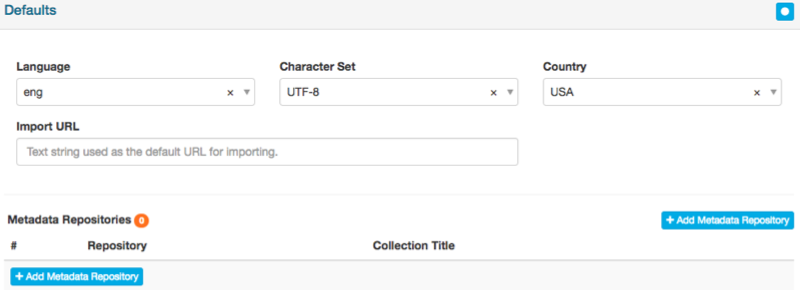 Defaults
Language Character Set Country
eng × UTF-8 × USA ×
Import URL
Text string used as the default URL for importing.
Metadata Repositories 0 + Add Metadata Repository
# Repository Collection Title
+ Add Metadata Repository